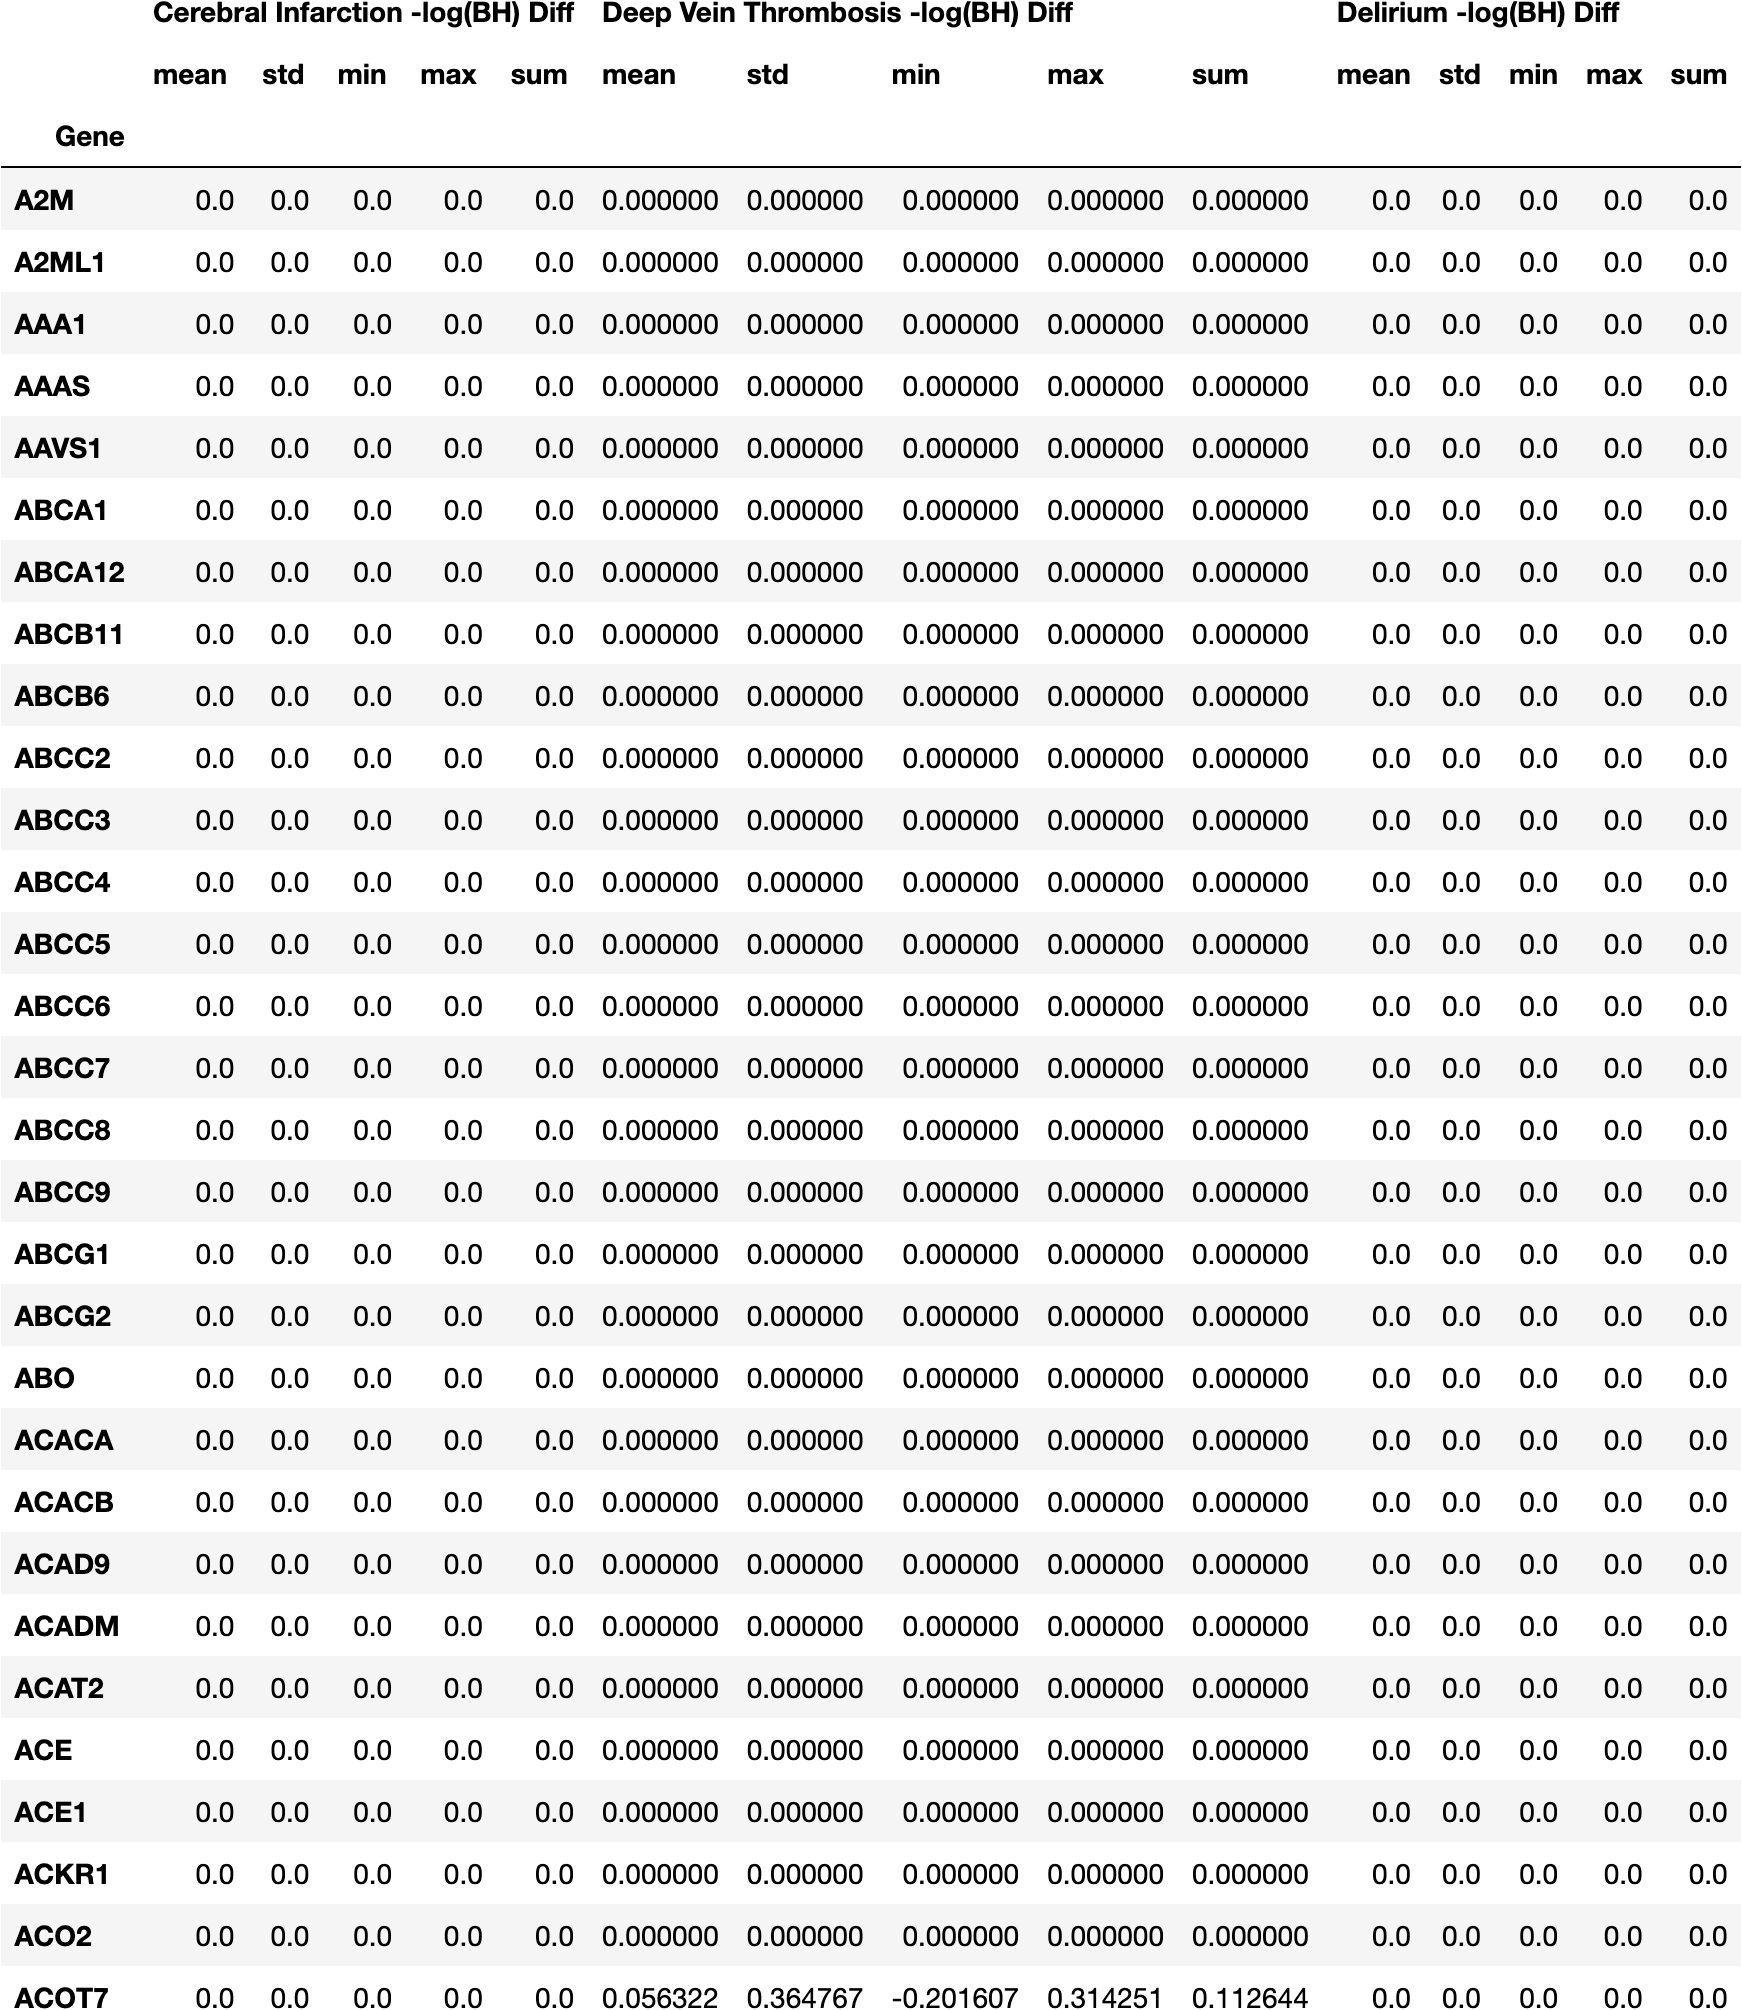 Cerebral Infarction -log(BH) Diff Deep Vein Thrombosis -log(BH) Diff Delirium -log(BH) Diff
mean std min max sum mean std min max sum mean std min max sum
Gene
A2M 0.0 0.0 0.0 0.0 0.0 0.000000 0.000000 0.000000 0.000000 0.000000 0.0 0.0 0.0 0.0 0.0
A2ML1 0.0 0.0 0.0 0.0 0.0 0.000000 0.000000 0.000000 0.000000 0.000000 0.0 0.0 0.0 0.0 0.0
AAA1 0.0 0.0 0.0 0.0 0.0 0.000000 0.000000 0.000000 0.000000 0.000000 0.0 0.0 0.0 0.0 0.0
AAAS 0.0 0.0 0.0 0.0 0.0 0.000000 0.000000 0.000000 0.000000 0.000000 0.0 0.0 0.0 0.0 0.0
AAVS1 0.0 0.0 0.0 0.0 0.0 0.000000 0.000000 0.000000 0.000000 0.000000 0.0 0.0 0.0 0.0 0.0
ABCA1 0.0 0.0 0.0 0.0 0.0 0.000000 0.000000 0.000000 0.000000 0.000000 0.0 0.0 0.0 0.0 0.0
ABCA12 0.0 0.0 0.0 0.0 0.0 0.000000 0.000000 0.000000 0.000000 0.000000 0.0 0.0 0.0 0.0 0.0
ABCB11 0.0 0.0 0.0 0.0 0.0 0.000000 0.000000 0.000000 0.000000 0.000000 0.0 0.0 0.0 0.0 0.0
ABCB6 0.0 0.0 0.0 0.0 0.0 0.000000 0.000000 0.000000 0.000000 0.000000 0.0 0.0 0.0 0.0 0.0
ABCC2 0.0 0.0 0.0 0.0 0.0 0.000000 0.000000 0.000000 0.000000 0.000000 0.0 0.0 0.0 0.0 0.0
ABCC3 0.0 0.0 0.0 0.0 0.0 0.000000 0.000000 0.000000 0.000000 0.000000 0.0 0.0 0.0 0.0 0.0
ABCC4 0.0 0.0 0.0 0.0 0.0 0.000000 0.000000 0.000000 0.000000 0.000000 0.0 0.0 0.0 0.0 0.0
ABCC5 0.0 0.0 0.0 0.0 0.0 0.000000 0.000000 0.000000 0.000000 0.000000 0.0 0.0 0.0 0.0 0.0
ABCC6 0.0 0.0 0.0 0.0 0.0 0.000000 0.000000 0.000000 0.000000 0.000000 0.0 0.0 0.0 0.0 0.0
ABCC7 0.0 0.0 0.0 0.0 0.0 0.000000 0.000000 0.000000 0.000000 0.000000 0.0 0.0 0.0 0.0 0.0
ABCC8 0.0 0.0 0.0 0.0 0.0 0.000000 0.000000 0.000000 0.000000 0.000000 0.0 0.0 0.0 0.0 0.0
ABCC9 0.0 0.0 0.0 0.0 0.0 0.000000 0.000000 0.000000 0.000000 0.000000 0.0 0.0 0.0 0.0 0.0
ABCG1 0.0 0.0 0.0 0.0 0.0 0.000000 0.000000 0.000000 0.000000 0.000000 0.0 0.0 0.0 0.0 0.0
ABCG2 0.0 0.0 0.0 0.0 0.0 0.000000 0.000000 0.000000 0.000000 0.000000 0.0 0.0 0.0 0.0 0.0
ABO 0.0 0.0 0.0 0.0 0.0 0.000000 0.000000 0.000000 0.000000 0.000000 0.0 0.0 0.0 0.0 0.0
ACACA 0.0 0.0 0.0 0.0 0.0 0.000000 0.000000 0.000000 0.000000 0.000000 0.0 0.0 0.0 0.0 0.0
ACACB 0.0 0.0 0.0 0.0 0.0 0.000000 0.000000 0.000000 0.000000 0.000000 0.0 0.0 0.0 0.0 0.0
ACAD9 0.0 0.0 0.0 0.0 0.0 0.000000 0.000000 0.000000 0.000000 0.000000 0.0 0.0 0.0 0.0 0.0
ACADM 0.0 0.0 0.0 0.0 0.0 0.000000 0.000000 0.000000 0.000000 0.000000 0.0 0.0 0.0 0.0 0.0
ACAT2 0.0 0.0 0.0 0.0 0.0 0.000000 0.000000 0.000000 0.000000 0.000000 0.0 0.0 0.0 0.0 0.0
ACE 0.0 0.0 0.0 0.0 0.0 0.000000 0.000000 0.000000 0.000000 0.000000 0.0 0.0 0.0 0.0 0.0
ACE1 0.0 0.0 0.0 0.0 0.0 0.000000 0.000000 0.000000 0.000000 0.000000 0.0 0.0 0.0 0.0 0.0
ACKR1 0.0 0.0 0.0 0.0 0.0 0.000000 0.000000 0.000000 0.000000 0.000000 0.0 0.0 0.0 0.0 0.0
ACO2 0.0 0.0 0.0 0.0 0.0 0.000000 0.000000 0.000000 0.000000 0.000000 0.0 0.0 0.0 0.0 0.0
ACOT7 0.0 0.0 0.0 0.0 0.0 0.056322 0.364767 -0.201607 0.314251 0.112644 0.0 0.0 0.0 0.0 0.0